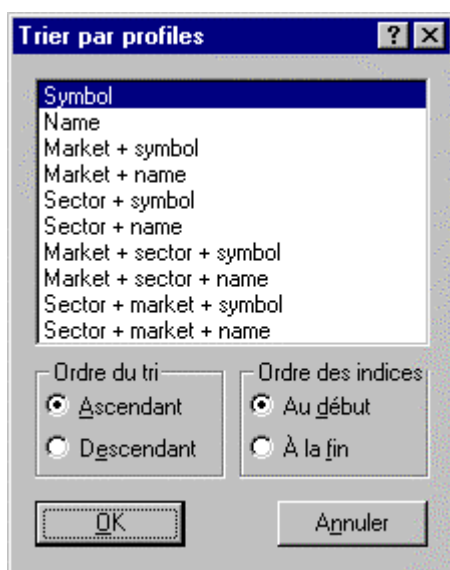 Trier par profiles
Symbol
Name
Market + symbol
Market + name
Sector + symbol
Sector + name
Market + sector + symbol
Market + sector + name
Sector + market + symbol
Sector + market + name
Ordre du tri
Ascendant
Descendant
Ordre des indices
Au début
À la fin
OK
Annuler